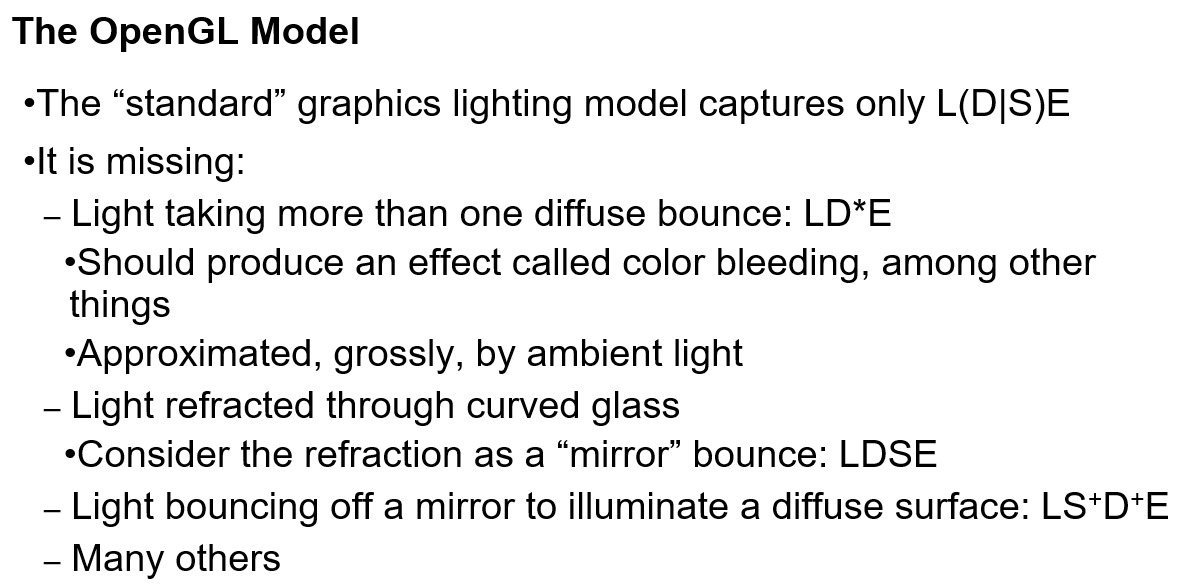 The OpenGL Model
•The “standard” graphics lighting model captures only L(D|S)E
•It is missing:
– Light taking more than one diffuse bounce: LD*E
•Should produce an effect called color bleeding, among other
things
•Approximated, grossly, by ambient light
– Light refracted through curved glass
•Consider the refraction as a “mirror” bounce: LDSE
– Light bouncing off a mirror to illuminate a diffuse surface: LS⁺D⁺E
– Many others